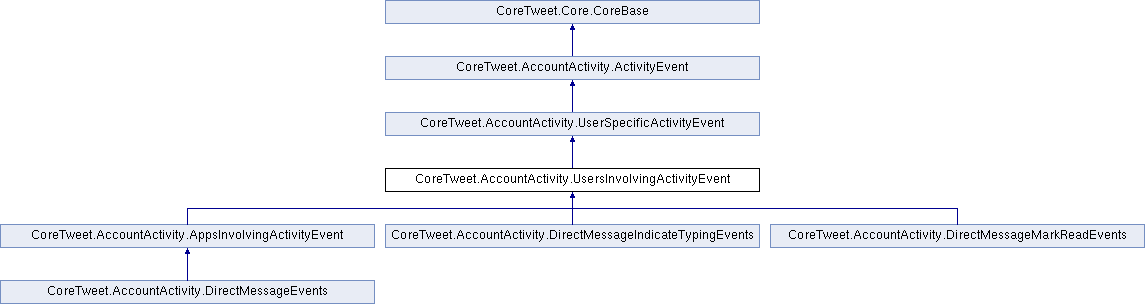 CoreTweet.Core.CoreBase
CoreTweet.AccountActivity.ActivityEvent
CoreTweet.AccountActivity.UserSpecificActivityEvent
CoreTweet.AccountActivity.UsersInvolvingActivityEvent
CoreTweet.AccountActivity.AppsInvolvingActivityEvent
CoreTweet.AccountActivity.DirectMessageIndicateTypingEvents
CoreTweet.AccountActivity.DirectMessageMarkReadEvents
CoreTweet.AccountActivity.DirectMessageEvents